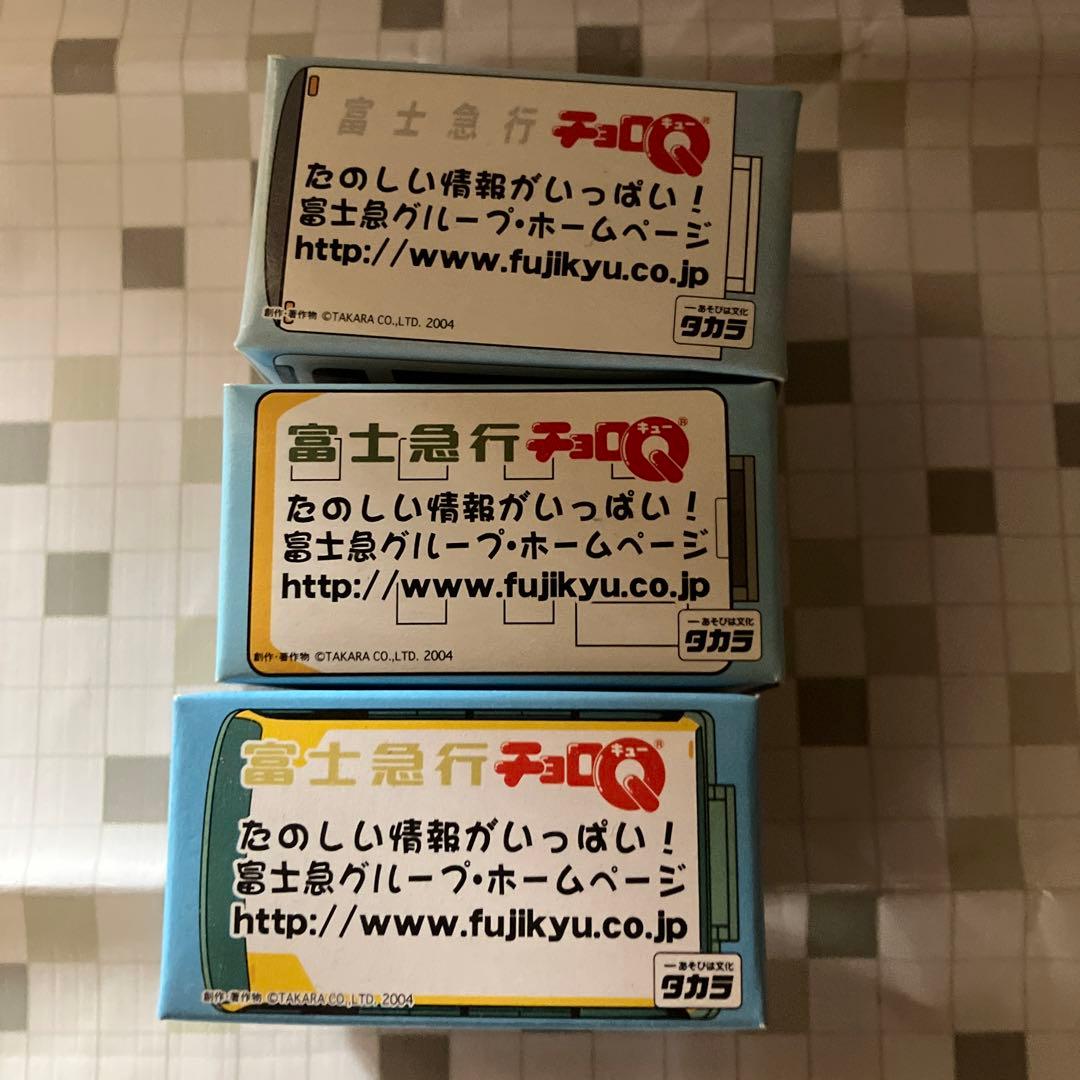 富士急行チョロQ®
キュー
たのしい情報がいっぱい！
富士急グループ・ホームページ
http://www.fujikyu.co.jp
創作・著作物 ©TAKARA CO.,LTD. 2004
ーあそびは文化
タカラ
富士急行チョロQ®
キュー
たのしい情報がいっぱい！
富士急グループ・ホームページ
http://www.fujikyu.co.jp
創作・著作物 ©TAKARA CO.,LTD. 2004
ーあそびは文化
タカラ
富士急行チョロQ®
キュー
たのしい情報がいっぱい！
富士急グループ・ホームページ
http://www.fujikyu.co.jp
創作・著作物 ©TAKARA CO.,LTD. 2004
ーあそびは文化
タカラ